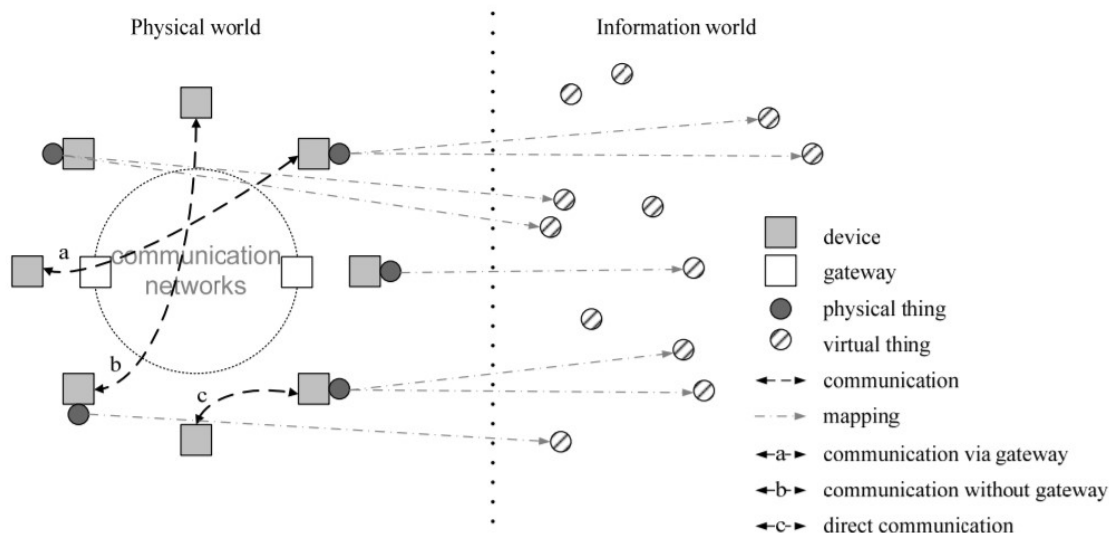 Physical world
Information world
a
communication
networks
b
c
device
gateway
physical thing
virtual thing
communication
mapping
a communication via gateway
b communication without gateway
c direct communication